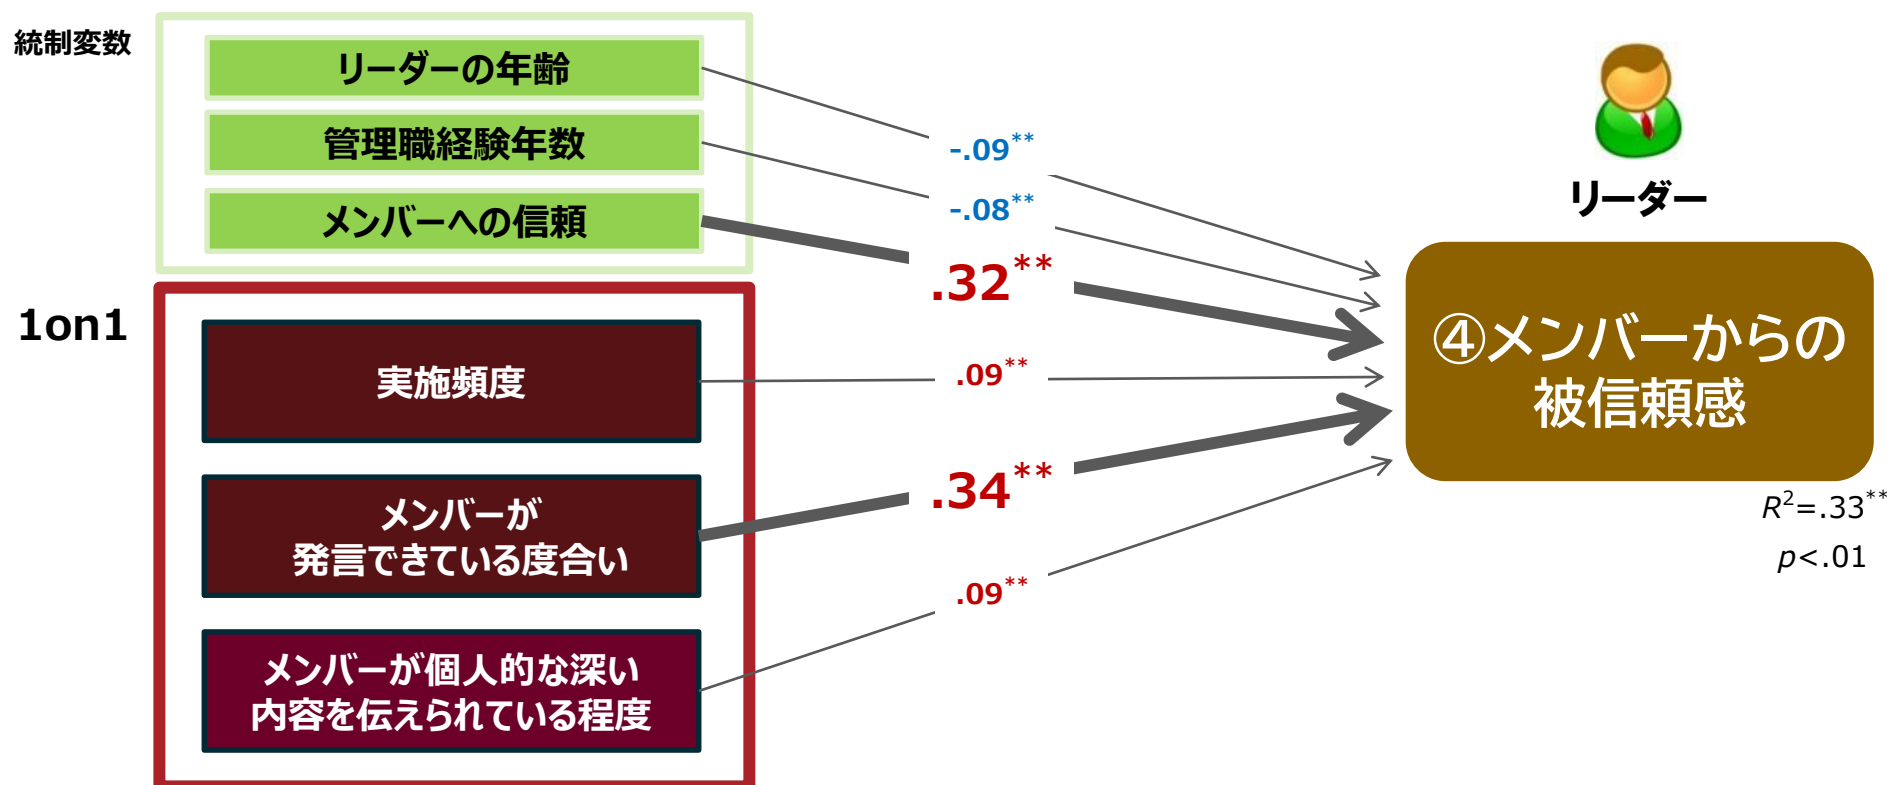 統制変数
リーダーの年齢
管理職経験年数
メンバーへの信頼
1on1
実施頻度
メンバーが
発言できている度合い
メンバーが個人的な深い
内容を伝えられている程度
-.09**
-.08**
.32**
.09**
.34**
.09**
リーダー
④メンバーからの
被信頼感
R²=.33**
p<.01